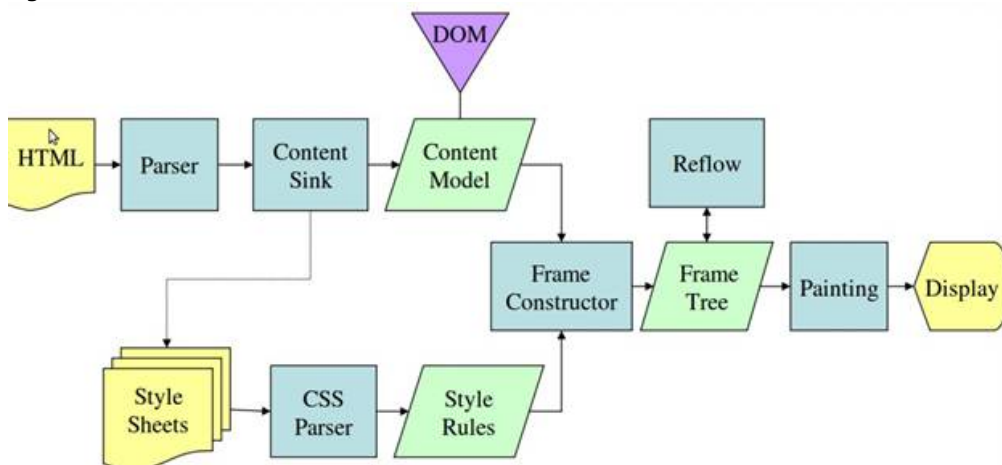 DOM
HTML
Parser
Content
Sink
Content
Model
Reflow
Frame
Constructor
Frame
Tree
Painting
Display
Style
Sheets
CSS
Parser
Style
Rules